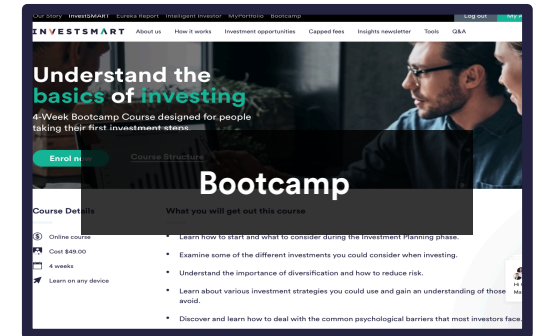 Our Story InvestSMART Eureka Report Intelligent Investor MyPortfolio Bootcamp Log out My A
INVESTSMART About us How it works Investment opportunities Capped fees Insights newsletter Tools Q&A
Understand the
basics of investing
4-Week Bootcamp Course designed for people
taking their first investment steps
Enrol now Course Structure
Bootcamp
Course Details What you will get out this course
Online course
Cost $49.00
4 weeks
Learn on any device
• Learn how to start and what to consider during the Investment Planning phase.
• Examine some of the different investments you could consider when investing.
• Understand the importance of diversification and how to reduce risk.
• Learn about various investment strategies you could use and gain an understanding of those
avoid.
• Discover and learn how to deal with the common psychological barriers that most investors face.
Hi
Ma